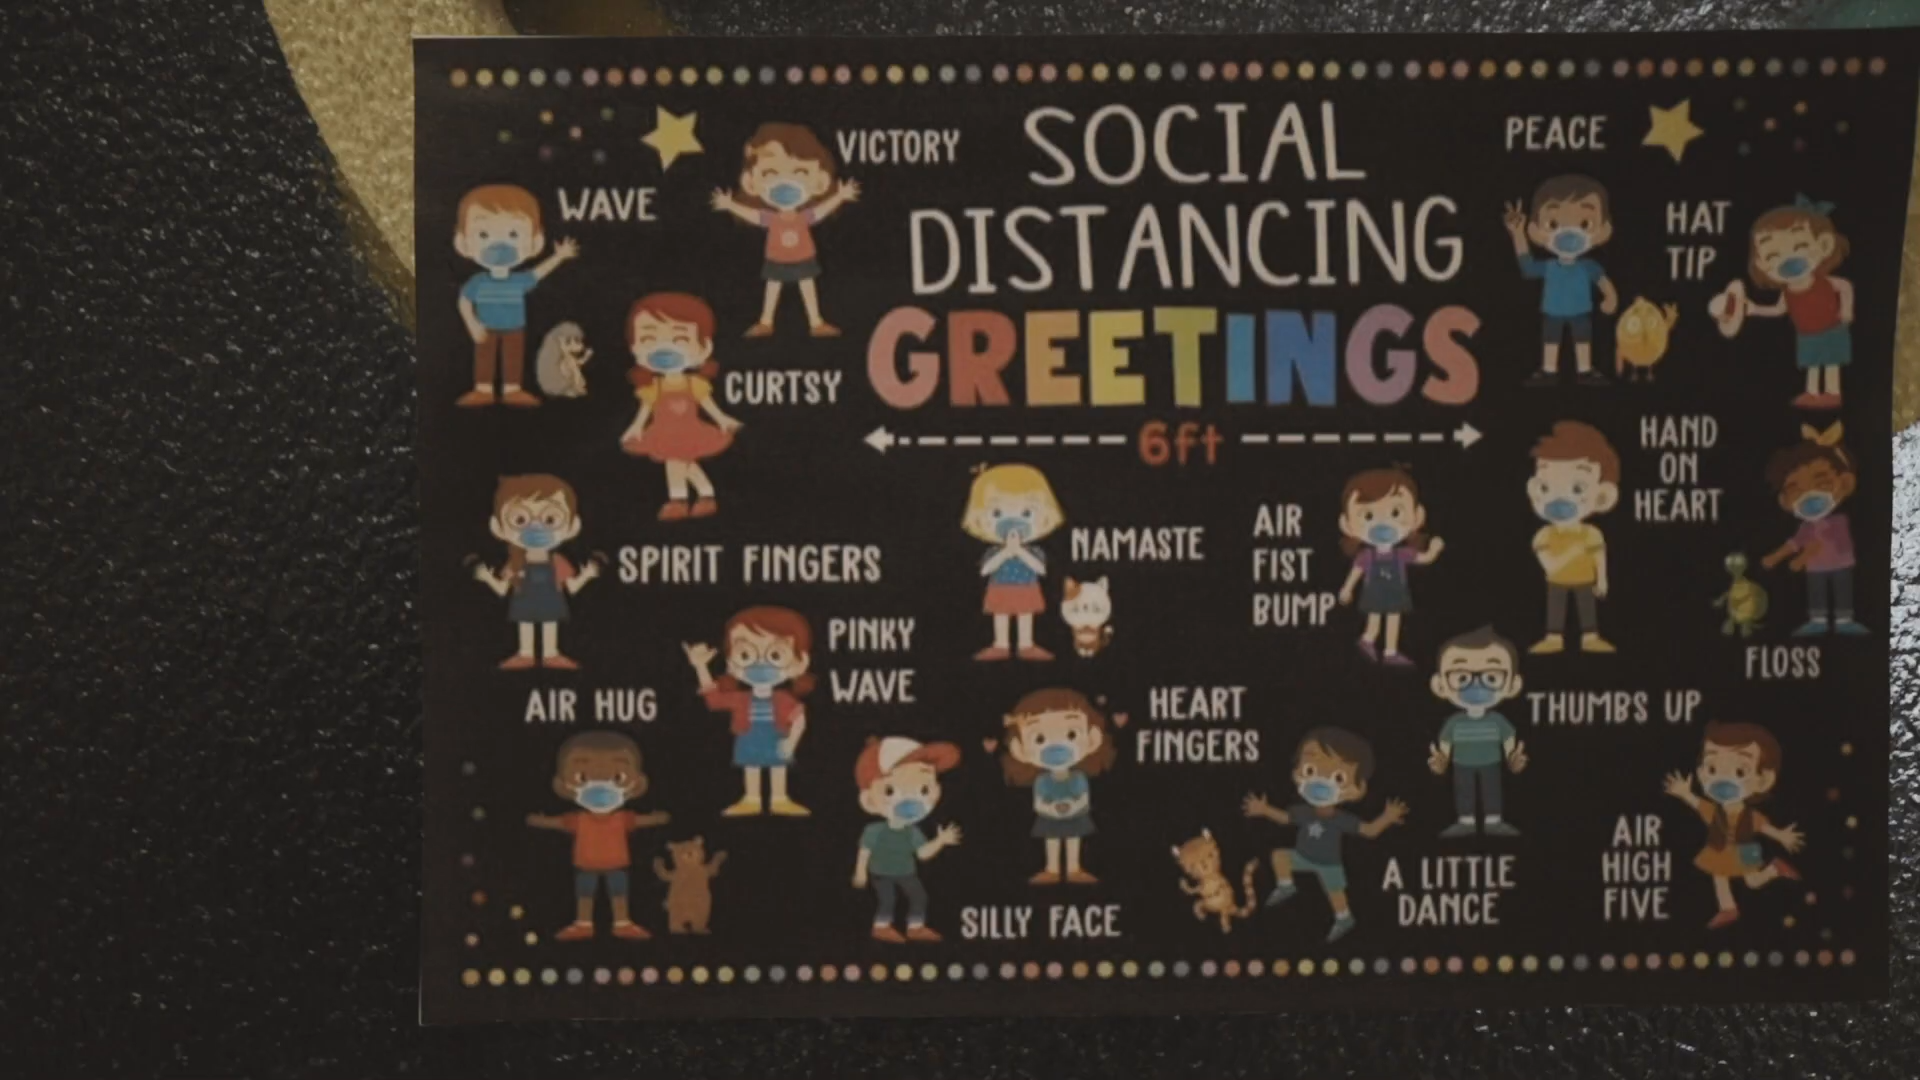 SOCIAL
DISTANCING
GREETINGS
6ft
VICTORY
WAVE
CURTSY
PEACE
HAT
TIP
HAND
ON
HEART
SPIRIT FINGERS
NAMASTE
AIR
FIST
BUMP
FLOSS
PINKY
WAVE
AIR HUG
HEART
FINGERS
THUMBS UP
SILLY FACE
A LITTLE
DANCE
AIR
HIGH
FIVE